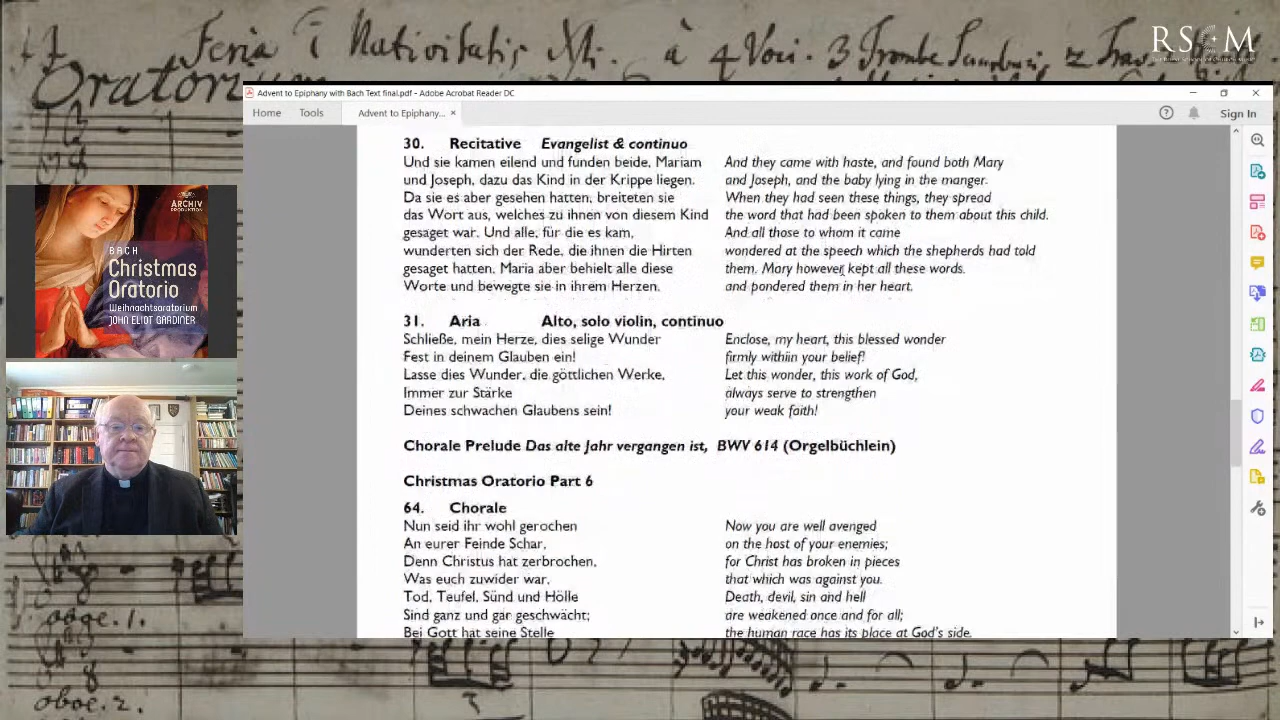 Feria i Nativitatis Xti. à 4 Voci. 3 Trombe
Oratorium
RSCM
Advent to Epiphany with Bach Text final.pdf - Adobe Acrobat Reader DC
Home Tools Advent to Epiphany... × Sign In
30. Recitative Evangelist & continuo
Und sie kamen eilend und funden beide, Mariam And they came with haste, and found both Mary
und Joseph, dazu das Kind in der Krippe liegen. and Joseph, and the baby lying in the manger.
Da sie es aber gesehen hatten, breiteten sie When they had seen these things, they spread
das Wort aus, welches zu ihnen von diesem Kind the word that had been spoken to them about this child.
gesaget war. Und alle, für die es kam, And all those to whom it came
wunderten sich der Rede, die ihnen die Hirten wondered at the speech which the shepherds had told
gesaget hatten. Maria aber behielt alle diese them. Mary however kept all these words.
Worte und bewegte sie in ihrem Herzen. and pondered them in her heart.
31. Aria Alto, solo violin, continuo
Schließe, mein Herze, dies selige Wunder Enclose, my heart, this blessed wonder
Fest in deinem Glauben ein! firmly withiin your belief!
Lasse dies Wunder, die göttlichen Werke, Let this wonder, this work of God,
Immer zur Stärke always serve to strengthen
Deines schwachen Glaubens sein! your weak faith!
Chorale Prelude Das alte Jahr vergangen ist, BWV 614 (Orgelbüchlein)
Christmas Oratorio Part 6
64. Chorale
Nun seid ihr wohl gerochen Now you are well avenged
An eurer Feinde Schar, on the host of your enemies;
Denn Christus hat zerbrochen, for Christ has broken in pieces
Was euch zuwider war. that which was against you.
Tod, Teufel, Sünd und Hölle Death, devil, sin and hell
Sind ganz und gar geschwächt; are weakened once and for all;
Bei Gott hat seine Stelle the human race has its place at God's side.
ARCHIV
PRODUKTION
BACH
Christmas
Oratorio
Weihnachtsoratorium
JOHN ELIOT GARDINER
oboe. 1.
oboe. 2.